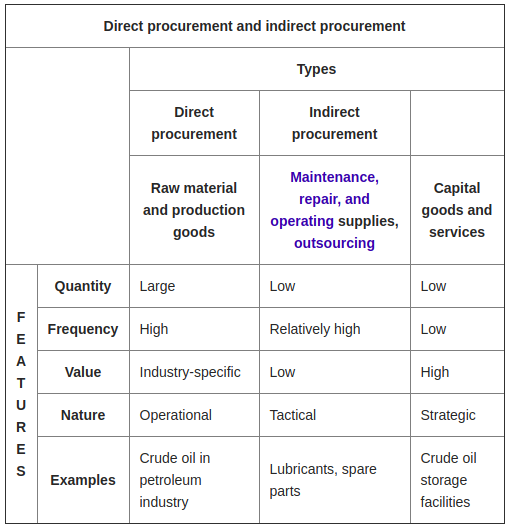 Direct procurement and indirect procurement
Types
Direct
procurement
Indirect
procurement
Raw material
and production
goods
Maintenance,
repair, and
operating supplies,
outsourcing
Capital
goods and
services
F
E
A
T
U
R
E
S
Quantity
Large
Low
Low
Frequency
High
Relatively high
Low
Value
Industry-specific
Low
High
Nature
Operational
Tactical
Strategic
Examples
Crude oil in
petroleum
industry
Lubricants, spare
parts
Crude oil
storage
facilities